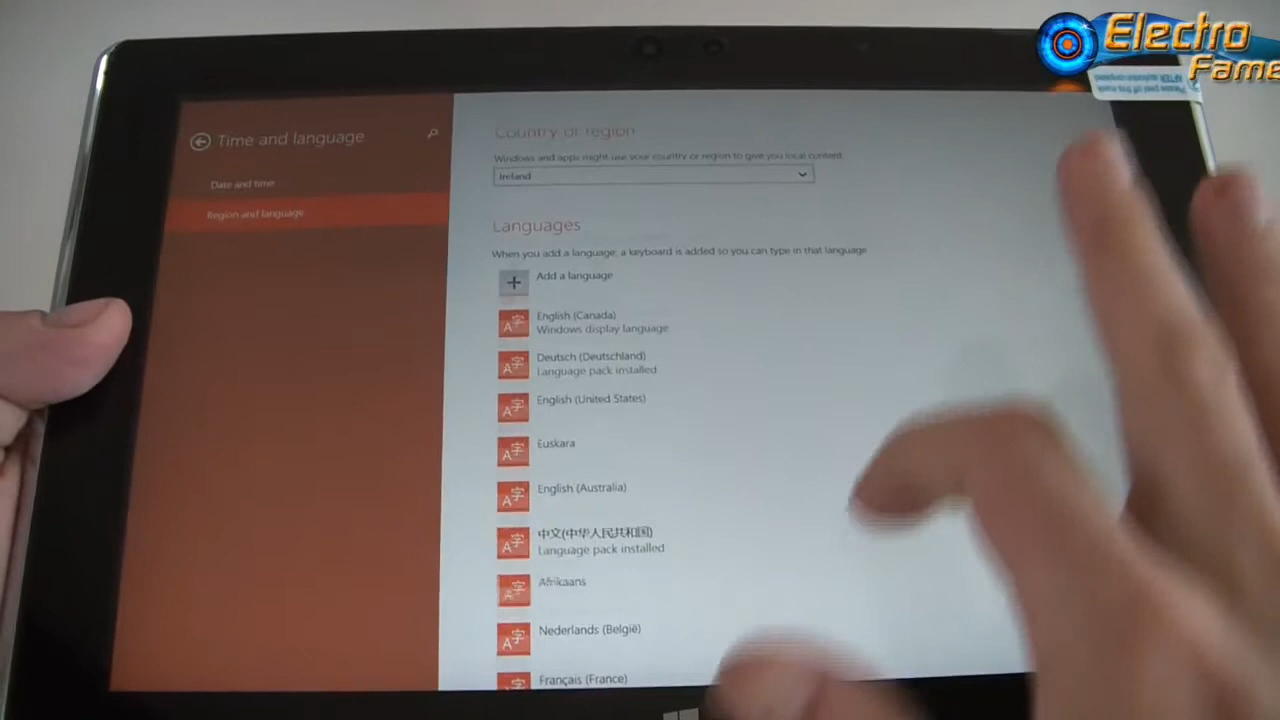 Electro
Fame
Time and language
Date and time
Region and language
Country or region
Windows and apps might use your country or region to give you local content.
Ireland
Languages
When you add a language, a keyboard is added so you can type in that language
Add a language
English (Canada)
Windows display language
Deutsch (Deutschland)
Language pack installed
English (United States)
Euskara
English (Australia)
中文(中华人民共和国)
Language pack installed
Afrikaans
Nederlands (België)
Français (France)